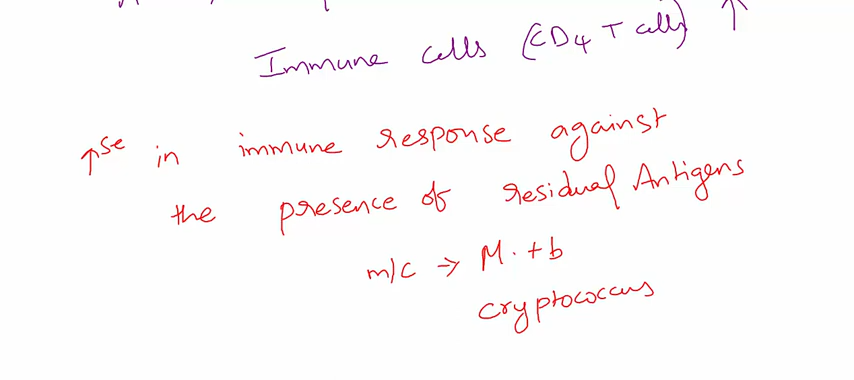 Immune cells (CD4 T cells) ↑
↑se in immune response against
the presence of residual Antigens
m/c → M. tb
cryptococcus